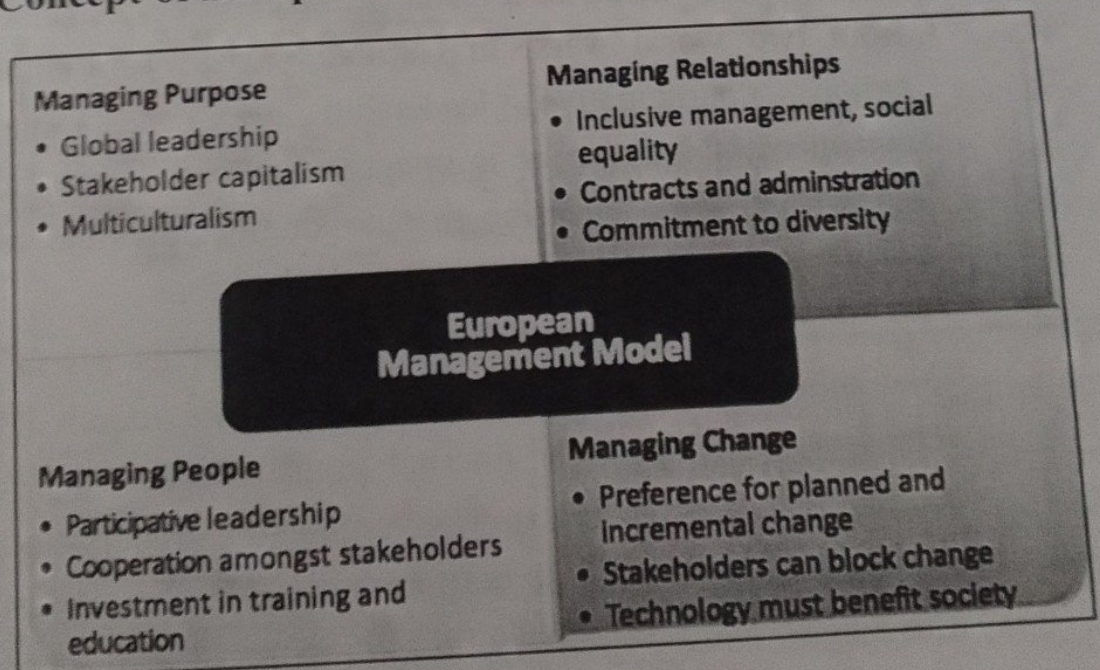 Concept of
Managing Purpose
• Global leadership
• Stakeholder capitalism
• Multiculturalism
Managing Relationships
• Inclusive management, social
equality
• Contracts and adminstration
• Commitment to diversity
European
Management Model
Managing People
• Participative leadership
• Cooperation amongst stakeholders
• Investment in training and
education
Managing Change
• Preference for planned and
incremental change
• Stakeholders can block change
• Technology must benefit society